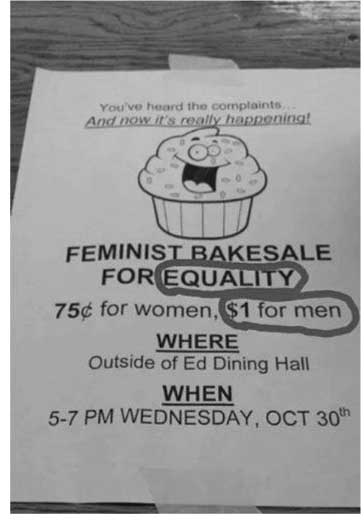 You've heard the complaints...
And now it's really happening!
FEMINIST BAKESALE
FOR EQUALITY
75¢ for women, $1 for men
WHERE
Outside of Ed Dining Hall
WHEN
5-7 PM WEDNESDAY, OCT 30th